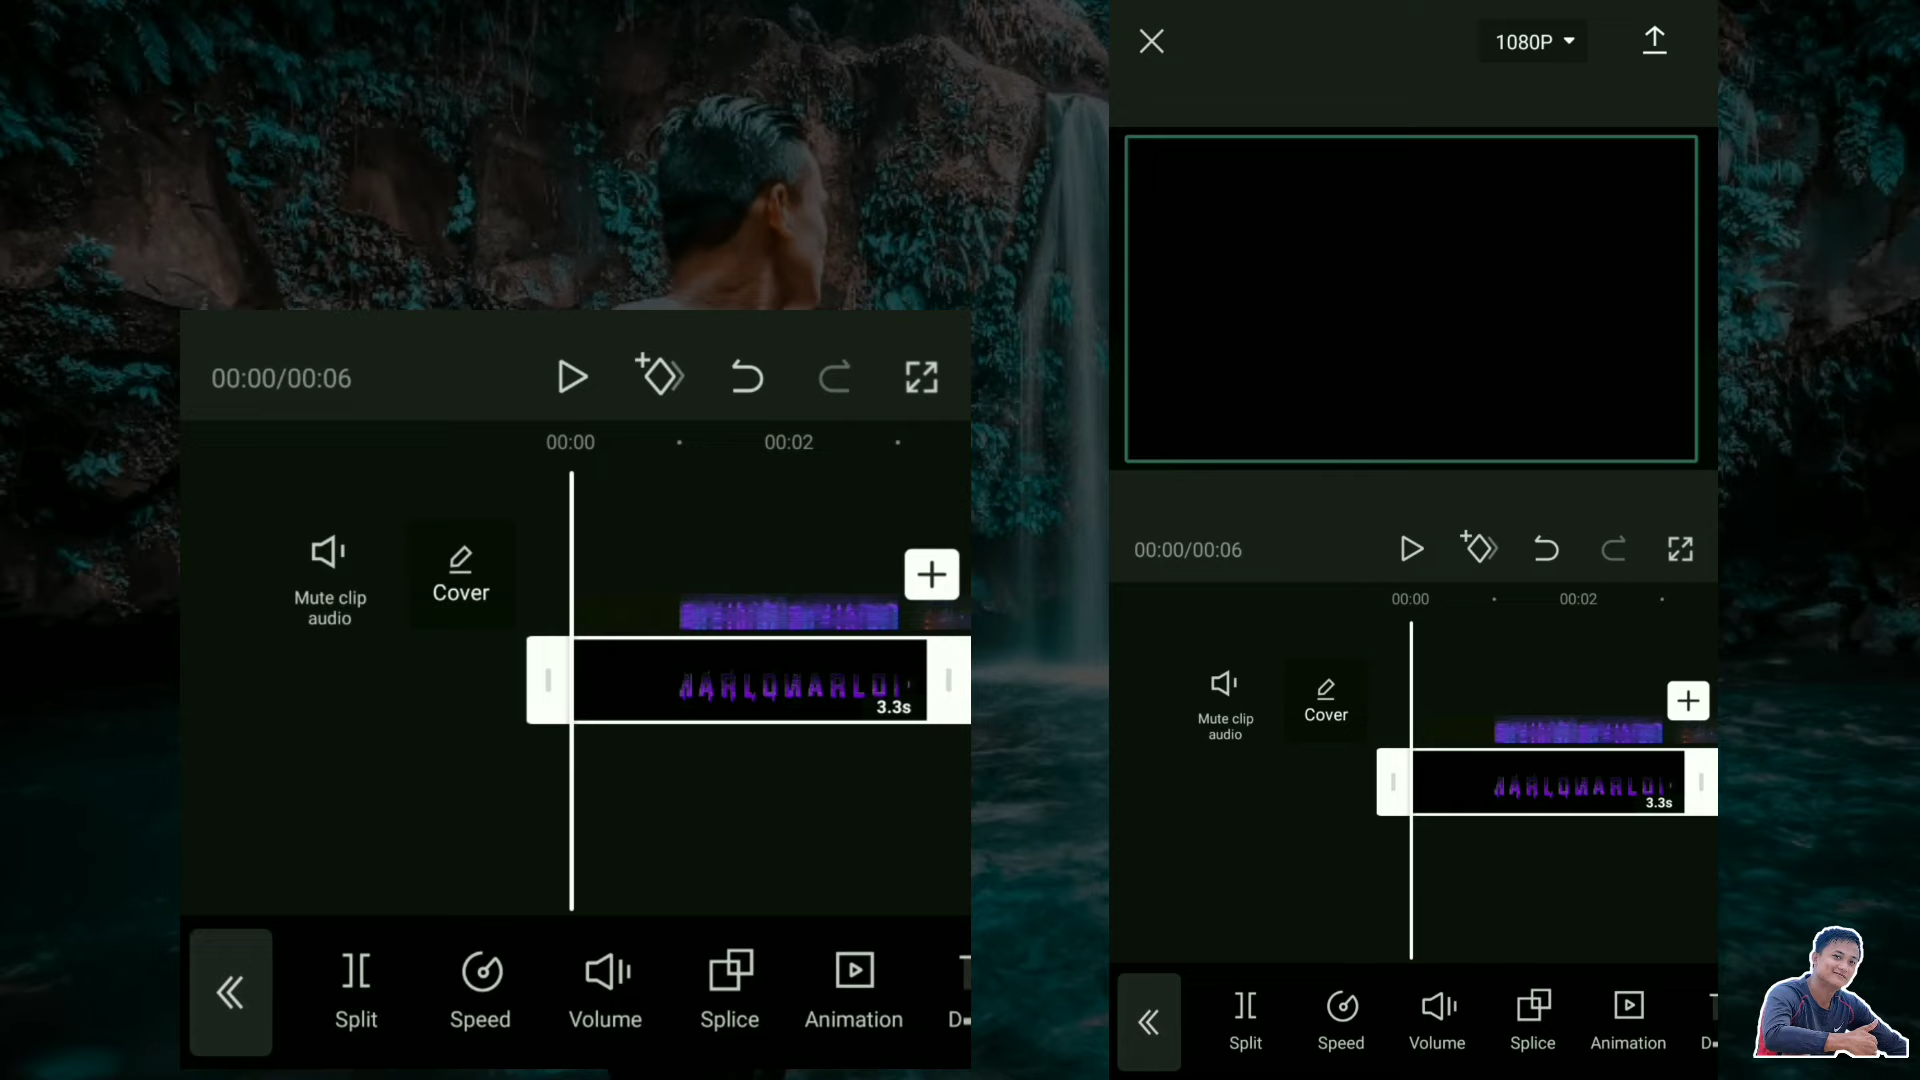 00:00/00:06
00:00
00:02
Mute clip
audio
Cover
3.3s
Split
Speed
Volume
Splice
Animation
1080P
00:00/00:06
00:00
00:02
Mute clip
audio
Cover
3.3s
Split
Speed
Volume
Splice
Animation